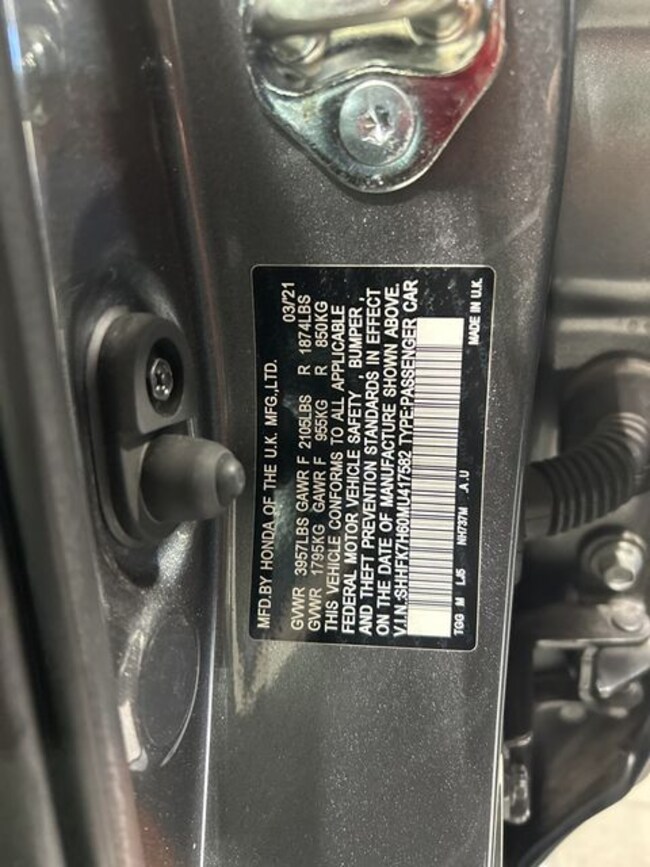 MFD.BY HONDA OF THE U.K. MFG.,LTD. 03/21
GVWR 3957LBS GAWR F 2105LBS R 1874LBS
GVWR 1795KG GAWR F 955KG R 850KG
THIS VEHICLE CONFORMS TO ALL APPLICABLE
FEDERAL MOTOR VEHICLE SAFETY , BUMPER ,
AND THEFT PREVENTION STANDARDS IN EFFECT
ON THE DATE OF MANUFACTURE SHOWN ABOVE.
V.I.N.:SHHFK7H60MU417582 TYPE:PASSENGER CAR
TGG M LJ5 NH737M .A.U MADE IN U.K.